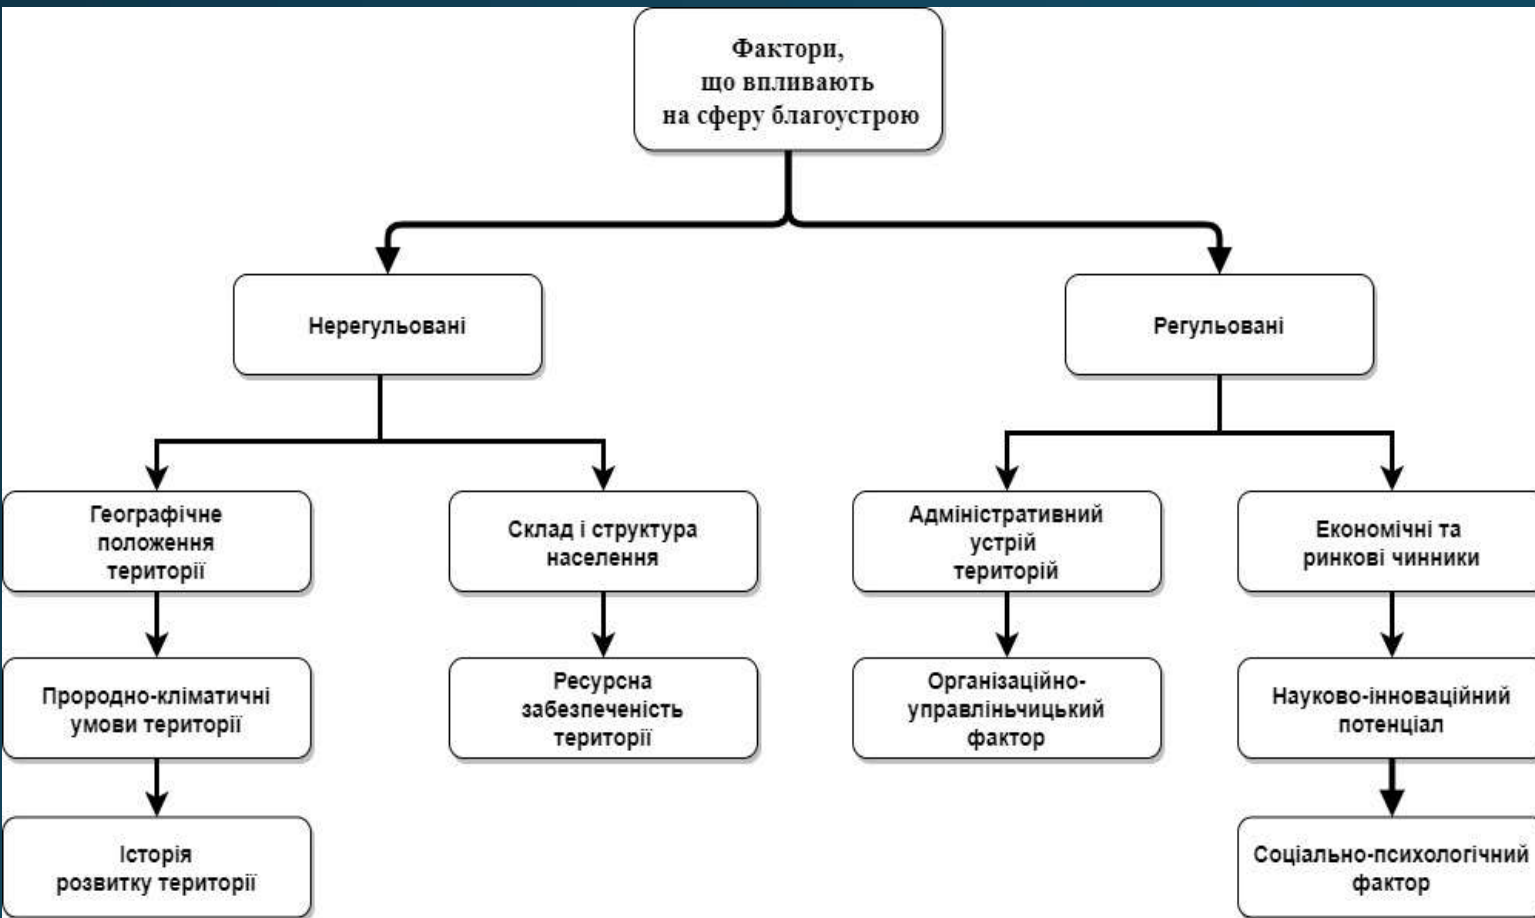 Фактори,
що впливають
на сферу благоустрою
Нерегульовані
Регульовані
Географічне
положення
території
Склад і структура
населення
Адміністративний
устрій
територій
Економічні та
ринкові чинники
Прородно-кліматичні
умови території
Ресурсна
забезпеченість
території
Організаційно-
управліньчицький
фактор
Науково-інноваційний
потенціал
Історія
розвитку території
Соціально-психологічний
фактор